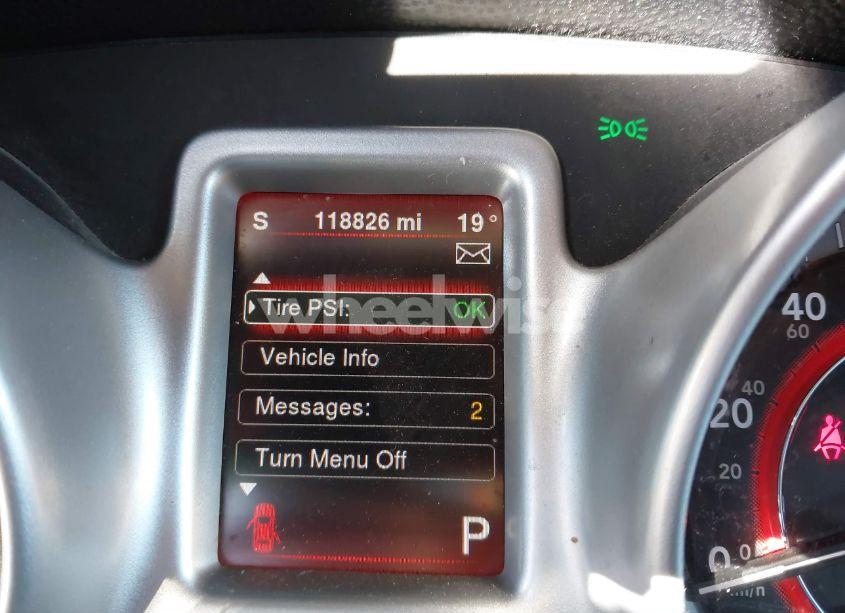 S 118826 mi 19°
Tire PSI: OK
wheelwise
Vehicle Info
Messages: 2
Turn Menu Off
P
40
60
40
20
20
0 0